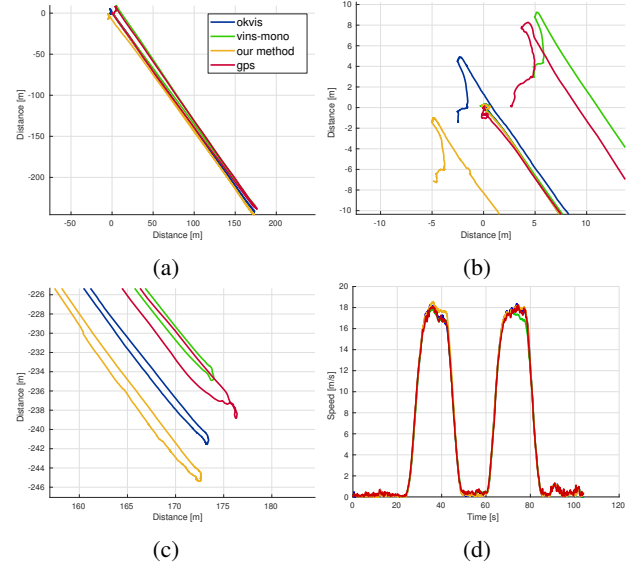 0
-50
-100
-150
-200
Distance [m]
-50 0 50 100 150 200
Distance [m]
okvis
vins-mono
our method
gps
(a)
10
8
6
4
2
0
-2
-4
-6
-8
-10
Distance [m]
-10 -5 0 5 10
Distance [m]
(b)
-226
-228
-230
-232
-234
-236
-238
-240
-242
-244
-246
Distance [m]
160 165 170 175 180
Distance [m]
(c)
20
18
16
14
12
10
8
6
4
2
0
Speed [m/s]
0 20 40 60 80 100 120
Time [s]
(d)